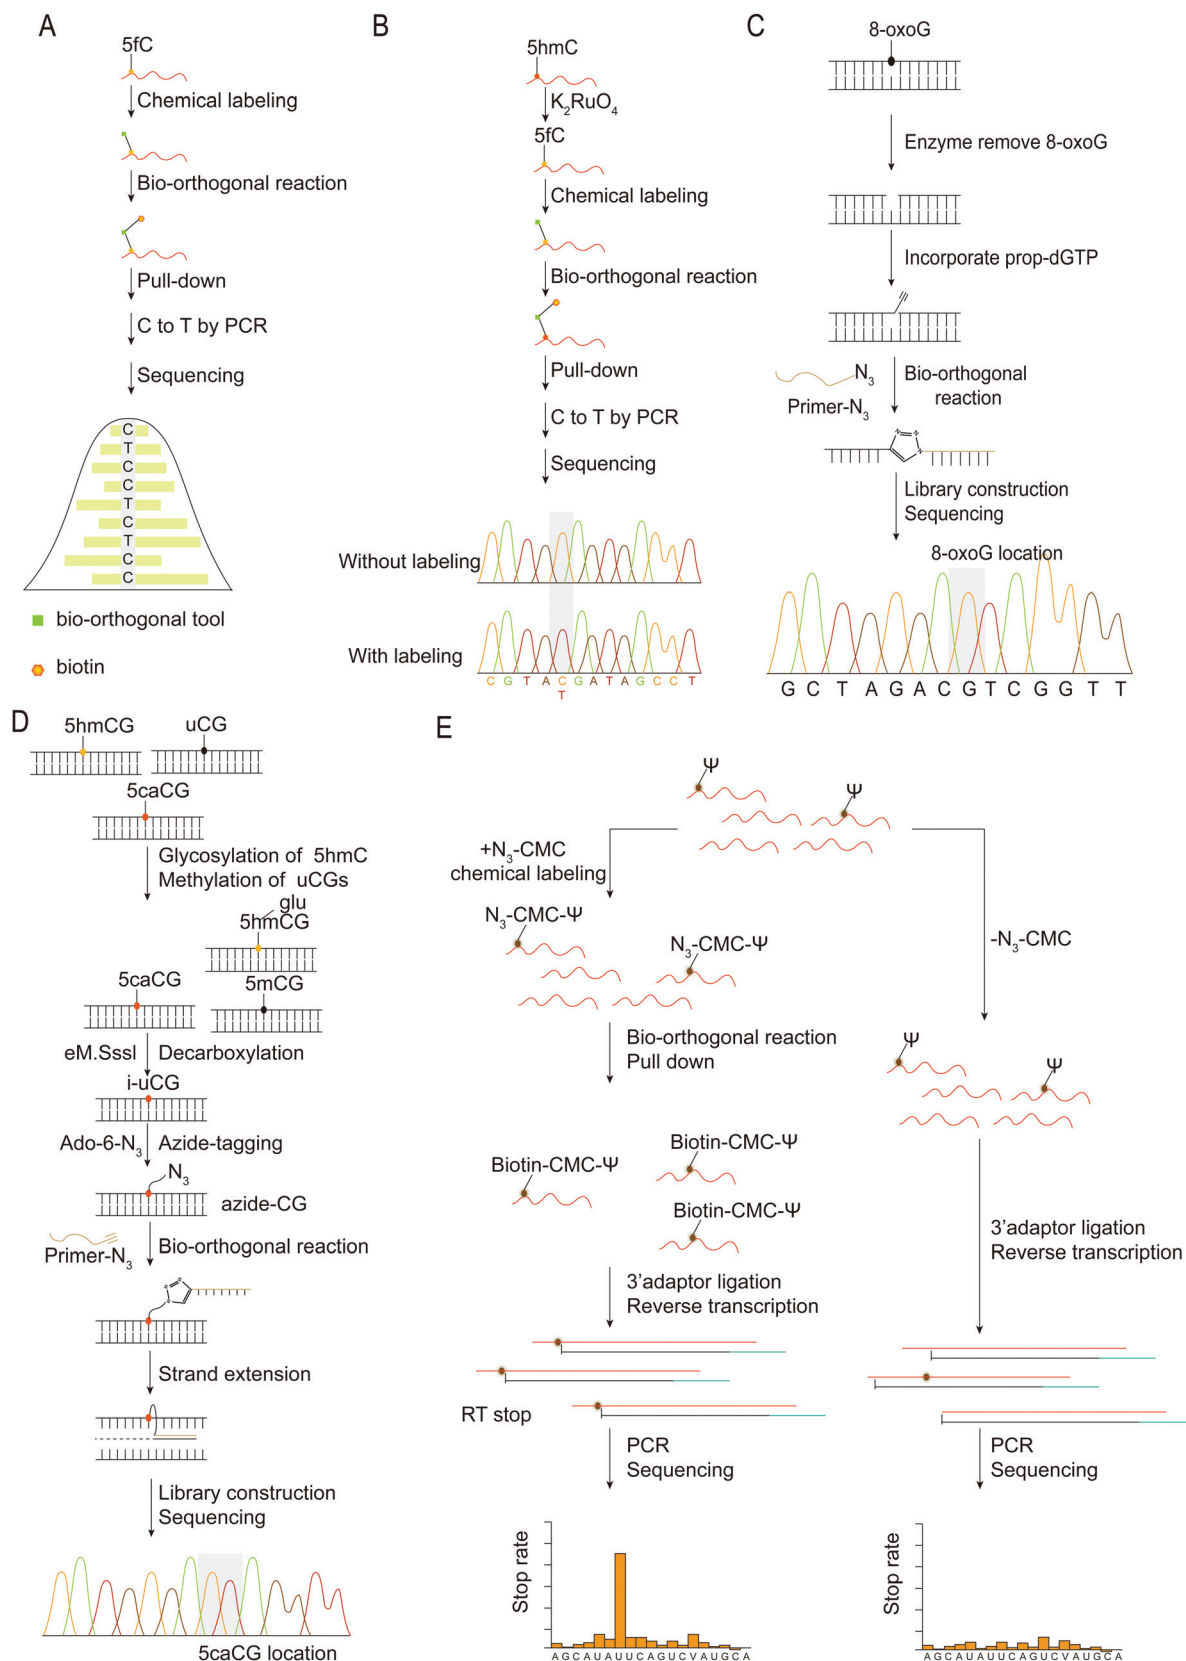 A
5fC
Chemical labeling
Bio-orthogonal reaction
Pull-down
C to T by PCR
Sequencing
C
T
C
C
T
C
T
C
C
bio-orthogonal tool
biotin
B
5hmC
K2RuO4
5fC
Chemical labeling
Bio-orthogonal reaction
Pull-down
C to T by PCR
Sequencing
Without labeling
With labeling
C G T A C G A T A G C C T
T
C
8-oxoG
Enzyme remove 8-oxoG
Incorporate prop-dGTP
N3
Primer-N3
Bio-orthogonal
reaction
N N
N
Library construction
Sequencing
8-oxoG location
G C T A G A C G T C G G T T
D
5hmCG
uCG
5caCG
Glycosylation of 5hmC
Methylation of uCGs
glu
5hmCG
5caCG
5mCG
eM.SssI
Decarboxylation
i-uCG
Ado-6-N3
Azide-tagging
N3
azide-CG
Primer-N3
Bio-orthogonal reaction
N N
N
Strand extension
Library construction
Sequencing
5caCG location
E
Ψ
Ψ
+N3-CMC
chemical labeling
N3-CMC-Ψ
N3-CMC-Ψ
-N3-CMC
Bio-orthogonal reaction
Pull down
Ψ
Ψ
Biotin-CMC-Ψ
Biotin-CMC-Ψ
Biotin-CMC-Ψ
3'adaptor ligation
Reverse transcription
3'adaptor ligation
Reverse transcription
RT stop
PCR
Sequencing
PCR
Sequencing
Stop rate
A G C A U A U U C A G U C V A U G C A
Stop rate
A G C A U A U U C A G U C V A U G C A